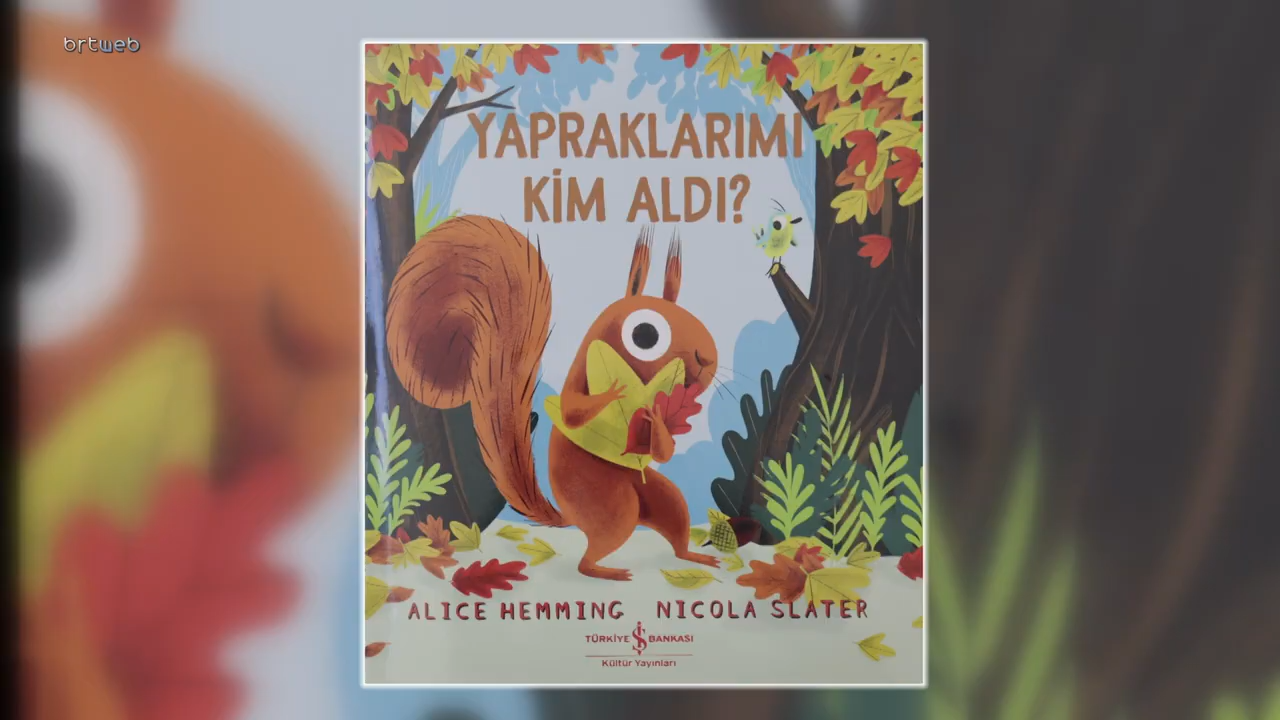 brtweb
YAPRAKLARIMI
KİM ALDI?
ALICE HEMMING NICOLA SLATER
TÜRKİYE İŞ BANKASI
Kültür Yayınları